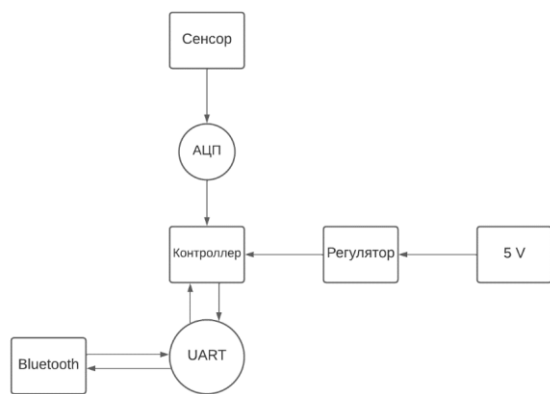 Сенсор
АЦП
Контроллер
Регулятор
5 V
UART
Bluetooth